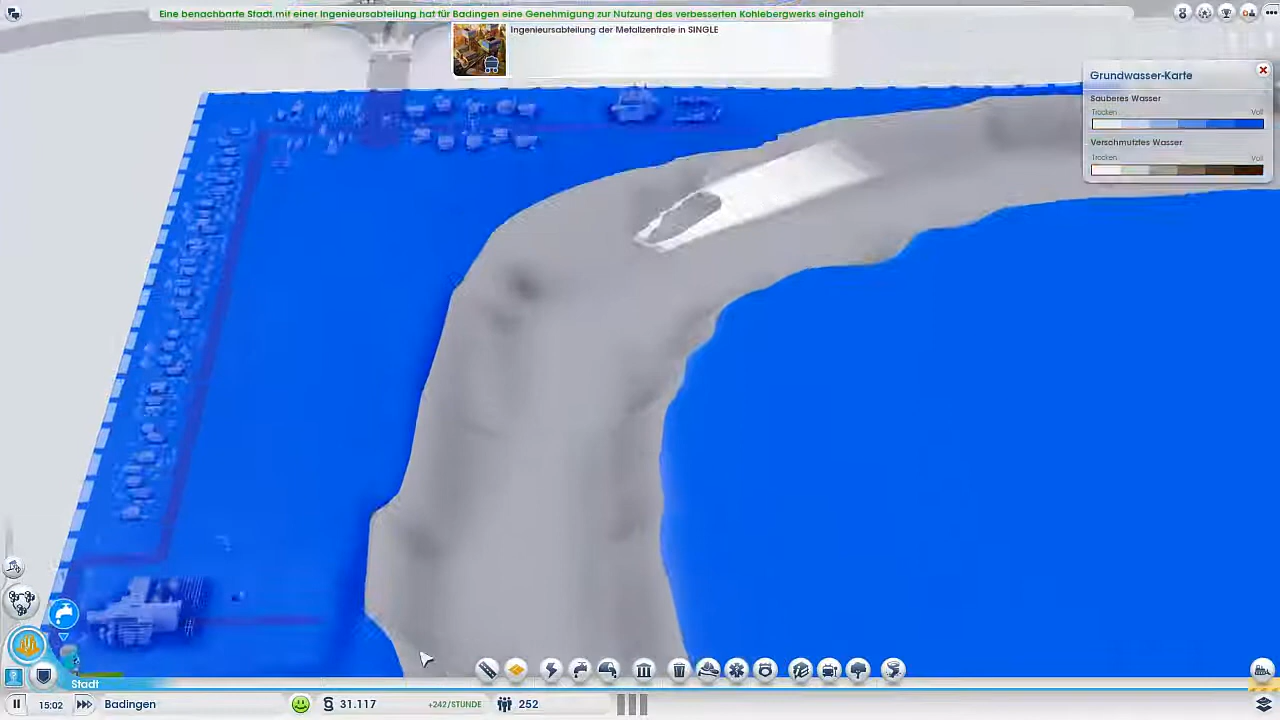 Eine benachbarte Stadt mit einer Ingenieursabteilung hat für Badingen eine Genehmigung zur Nutzung des verbesserten Kohlebergwerks eingeholt
Ingenieursabteilung der Metallzentrale in SINGLE
Grundwasser-Karte
Sauberes Wasser
Trocken Voll
Verschmutztes Wasser
Trocken Voll
Stadt
15:02 Badingen 31.117 +242/STUNDE 252